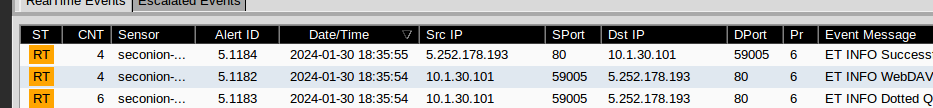 RealTime Events Escalated Events
ST CNT Sensor Alert ID Date/Time ▽ Src IP SPort Dst IP DPort Pr Event Message
RT 4 seconion-... 5.1184 2024-01-30 18:35:55 5.252.178.193 80 10.1.30.101 59005 6 ET INFO Success
RT 4 seconion-... 5.1182 2024-01-30 18:35:54 10.1.30.101 59005 5.252.178.193 80 6 ET INFO WebDAV
RT 6 seconion-... 5.1183 2024-01-30 18:35:54 10.1.30.101 59005 5.252.178.193 80 6 ET INFO Dotted Q